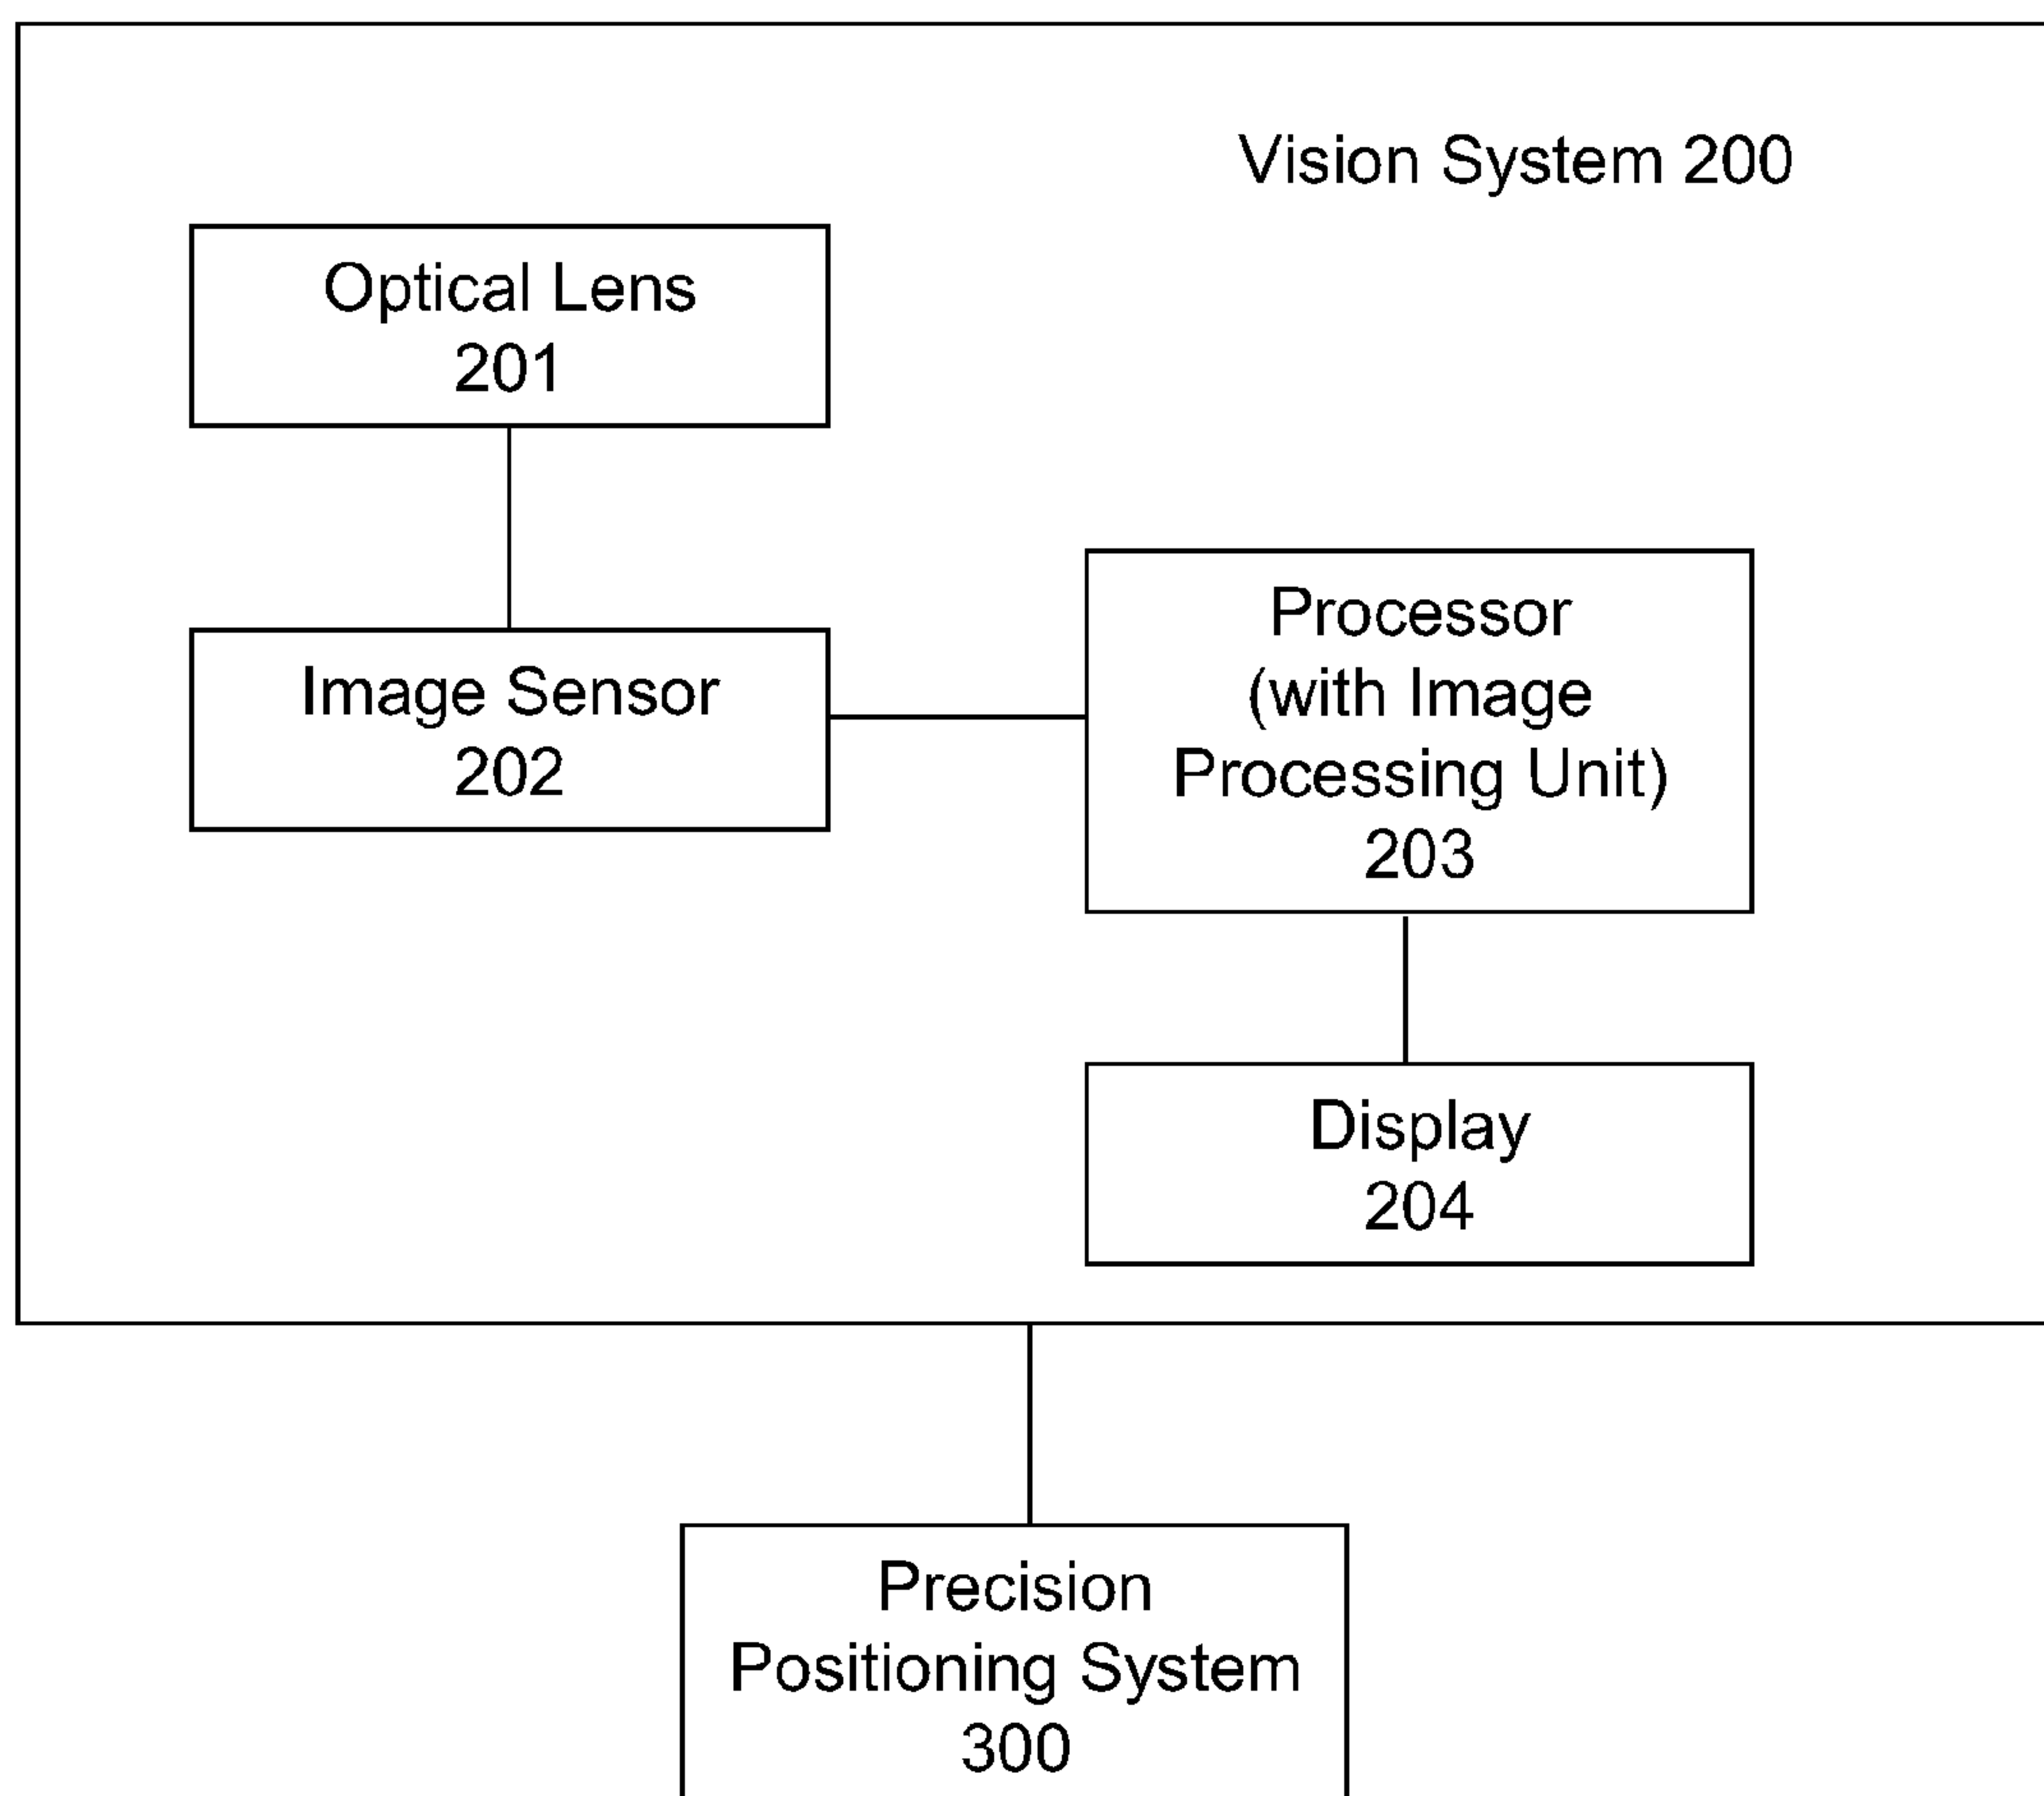 Vision System 200
Optical Lens
201
Image Sensor
202
Processor
(with Image
Processing Unit)
203
Display
204
Precision
Positioning System
300